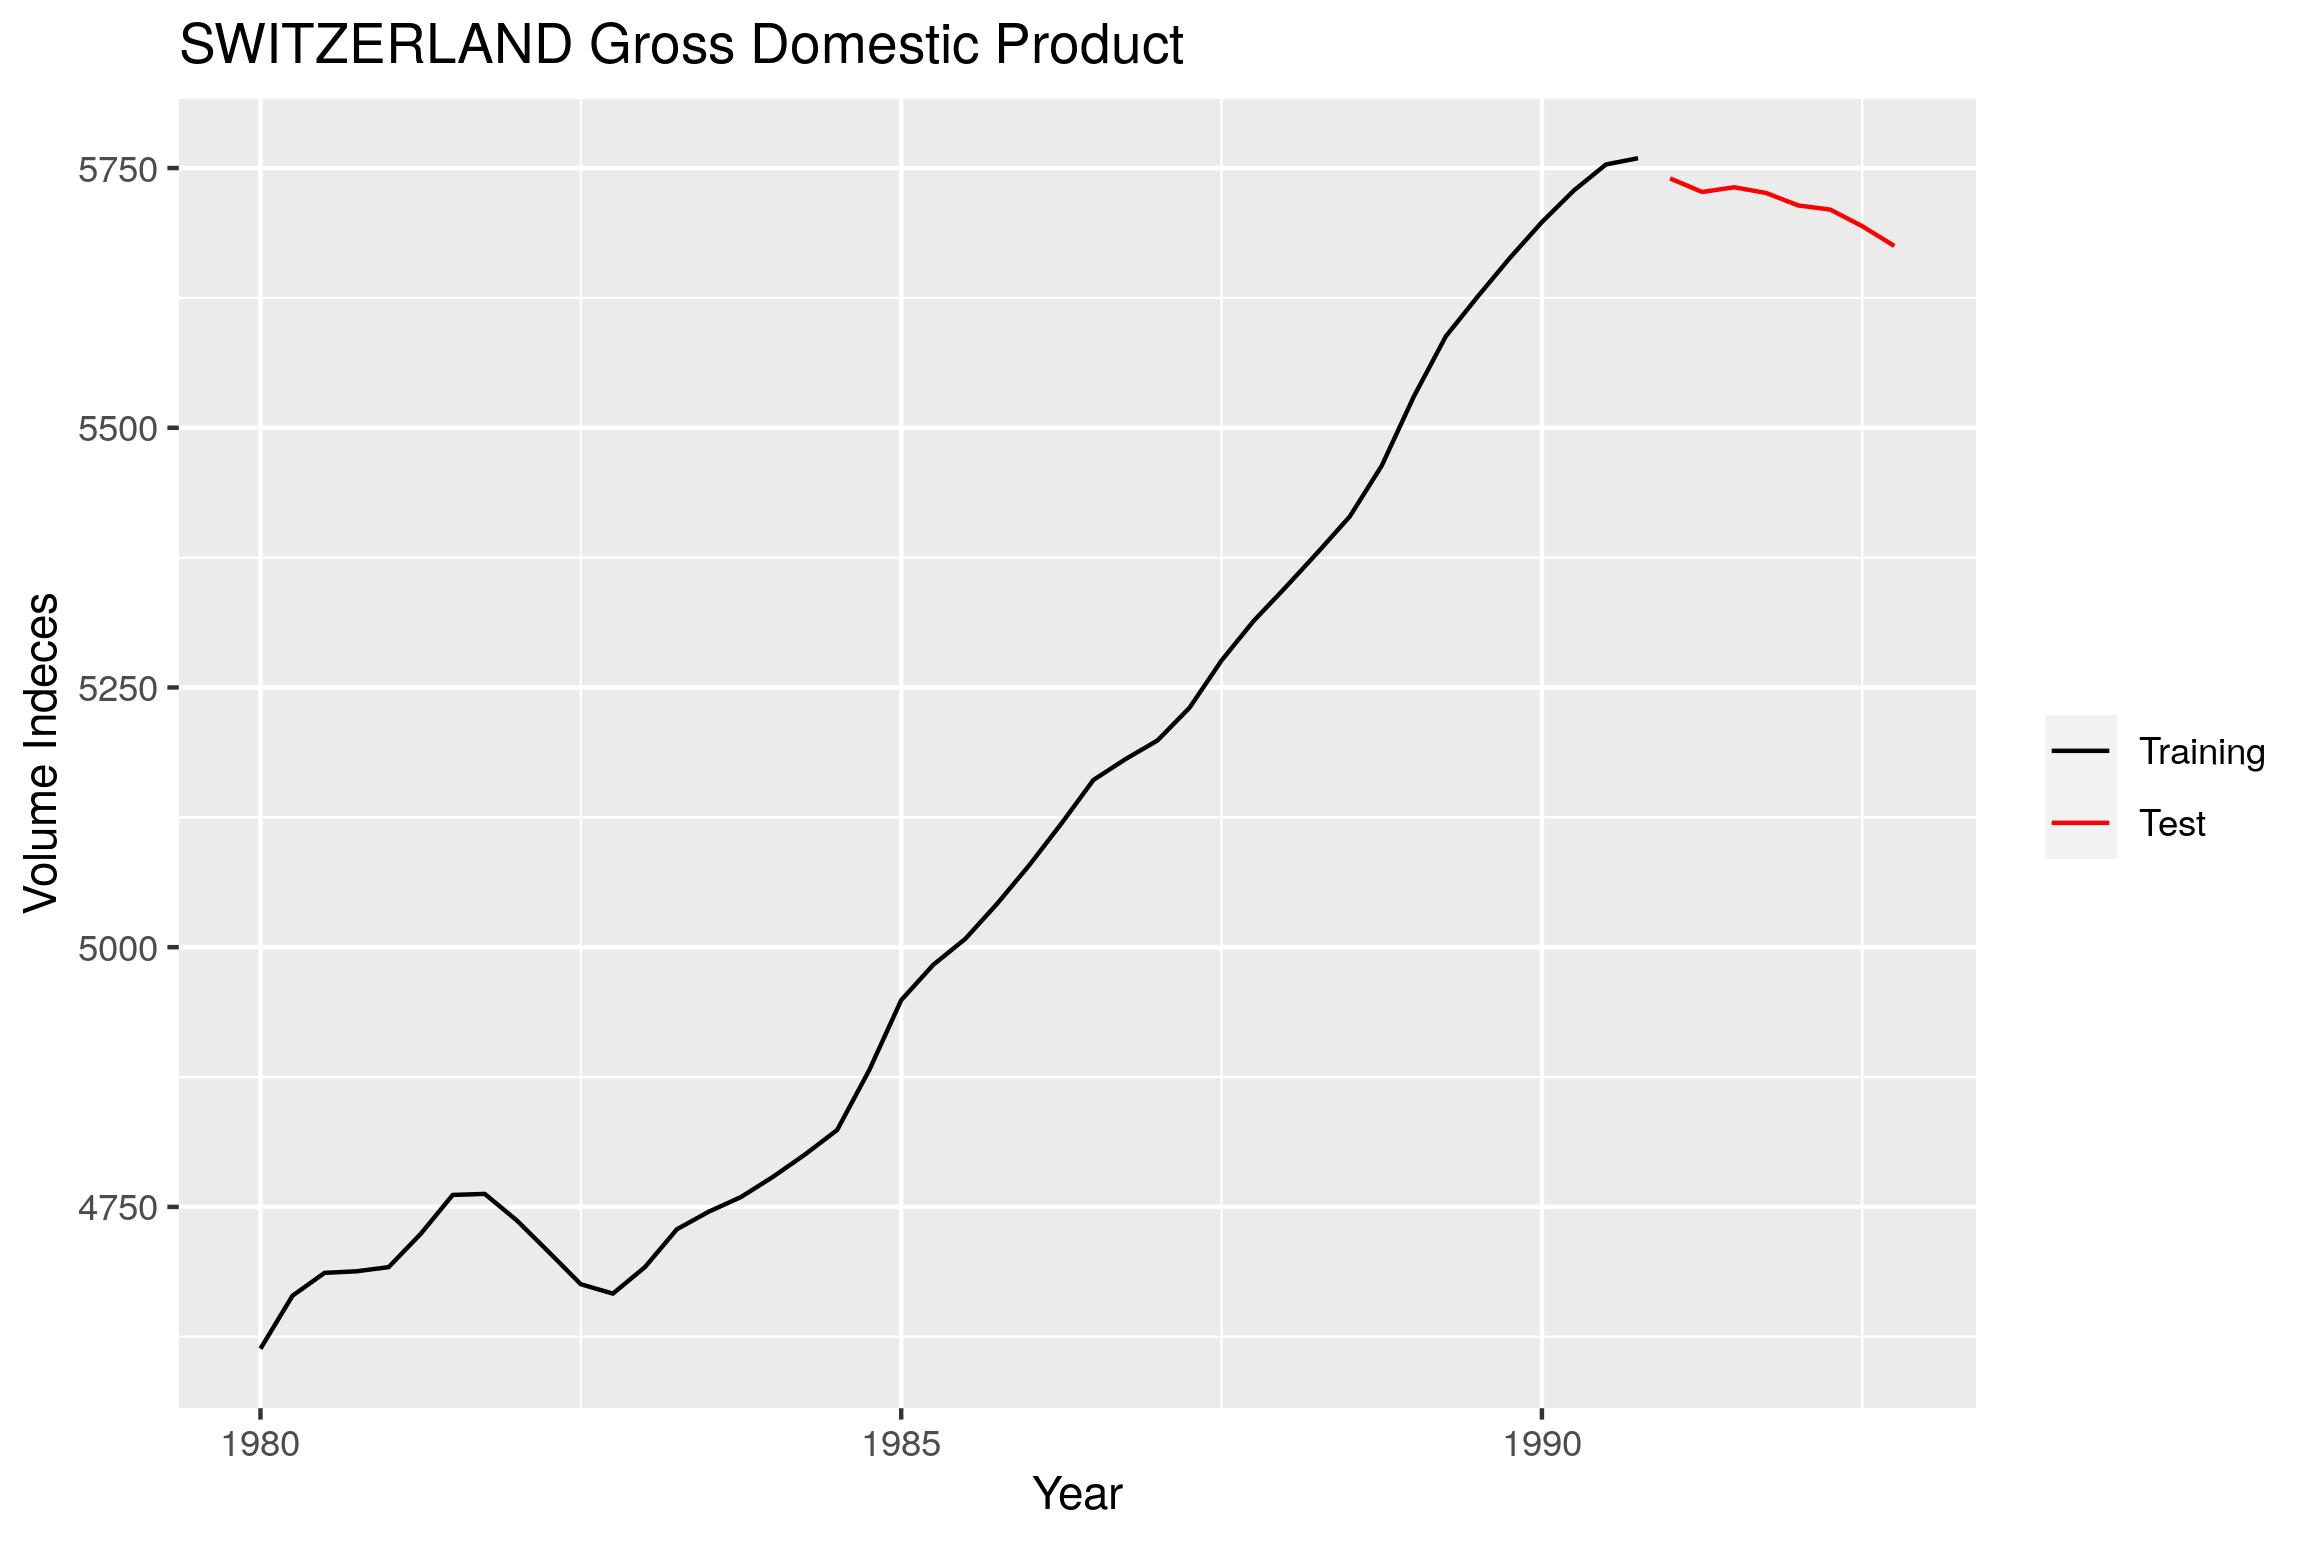 SWITZERLAND Gross Domestic Product
Volume Indeces
5750
5500
5250
5000
4750
1980
1985
1990
Year
Training
Test